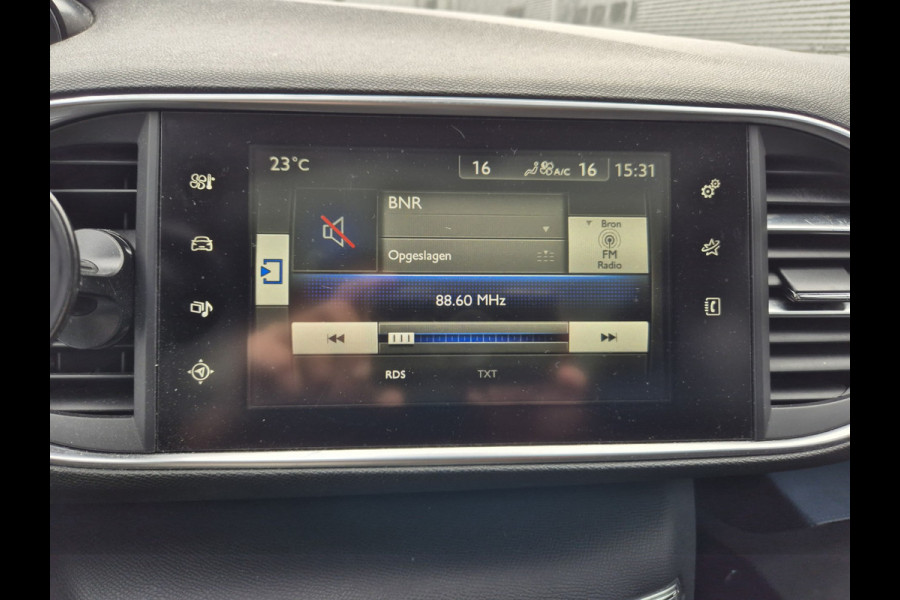 23°C
16 A/C 16 15:31
BNR
Bron
Opgeslagen
FM
Radio
88.60 MHz
RDS TXT